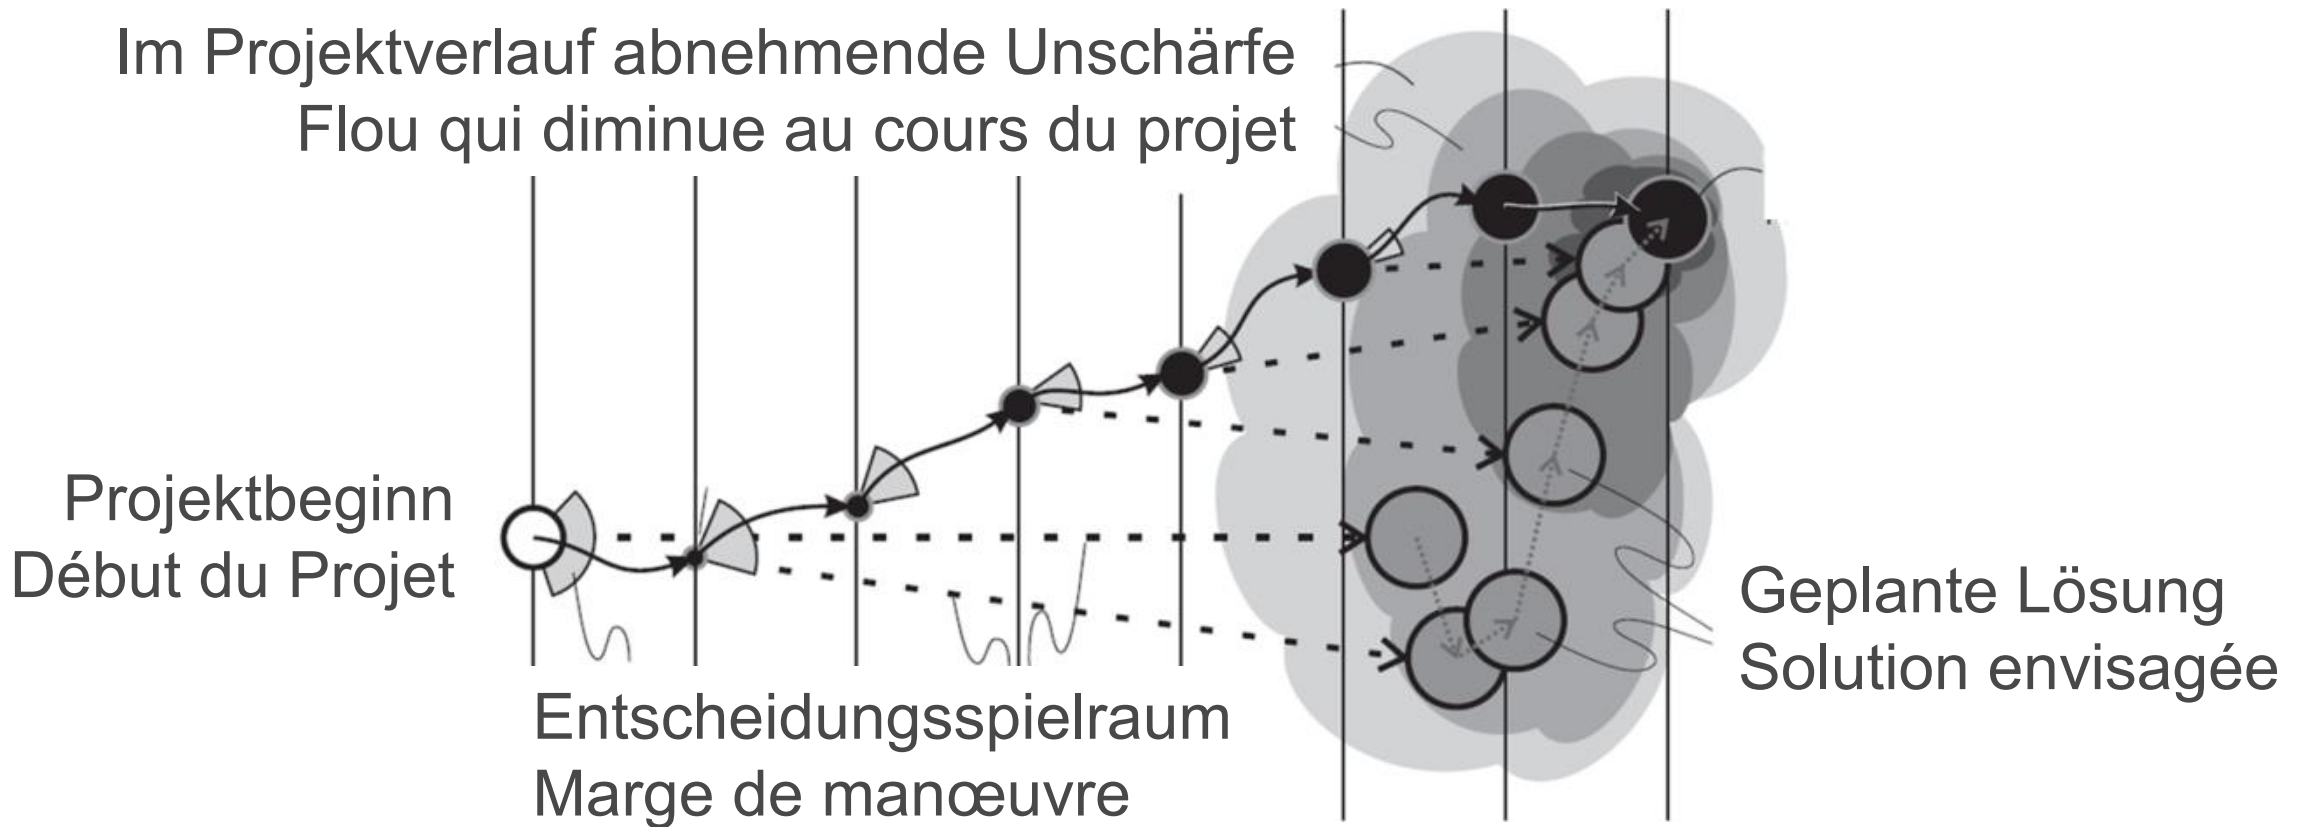 Im Projektverlauf abnehmende Unschärfe
Flou qui diminue au cours du projet
Projektbeginn
Début du Projet
Geplante Lösung
Solution envisagée
Entscheidungsspielraum
Marge de manœuvre